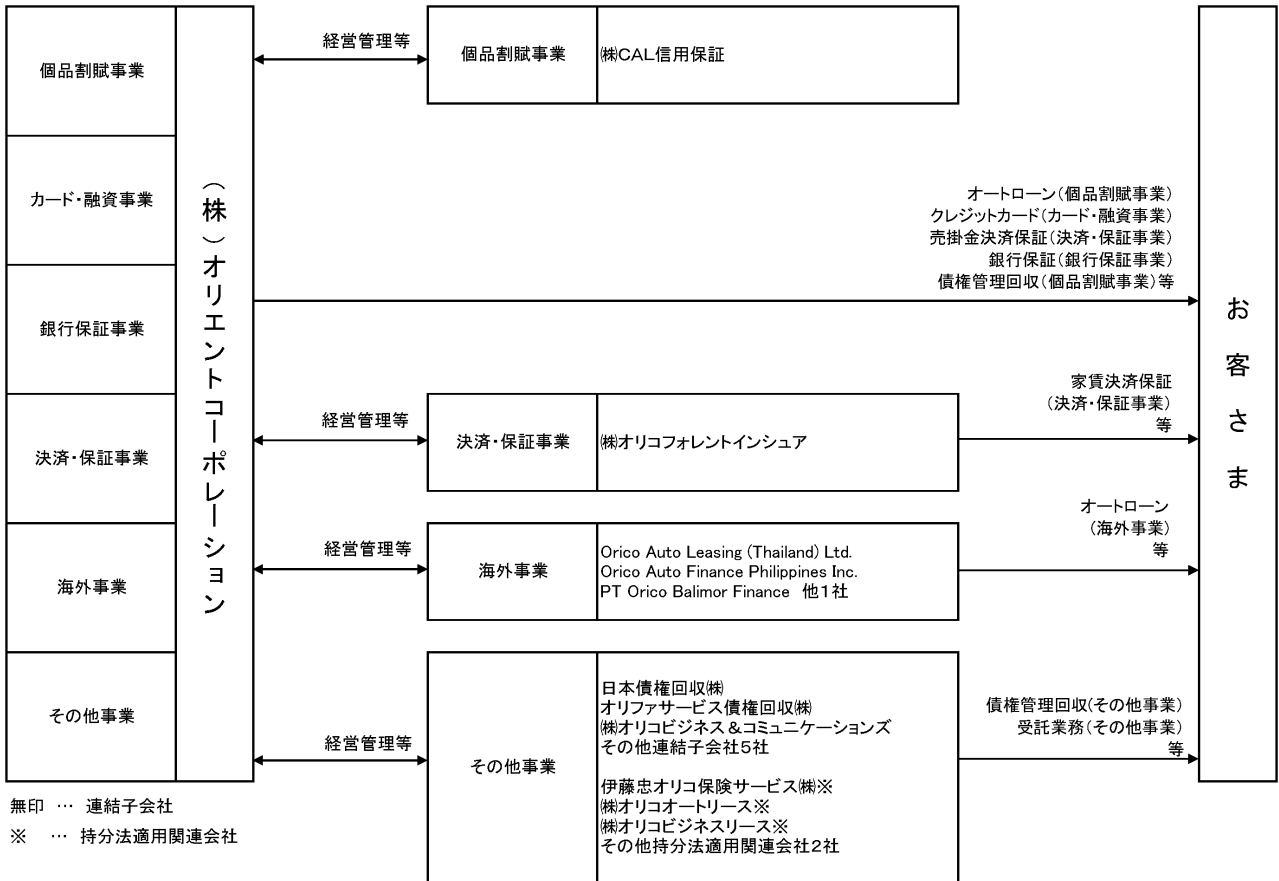 個品割賦事業
カード・融資事業
銀行保証事業
決済・保証事業
海外事業
その他事業
（株）オリエントコーポレーション
経営管理等
個品割賦事業
㈱CAL信用保証
オートローン（個品割賦事業）
クレジットカード（カード・融資事業）
売掛金決済保証（決済・保証事業）
銀行保証（銀行保証事業）
債権管理回収（個品割賦事業）等
経営管理等
決済・保証事業
㈱オリコフォレントインシュア
家賃決済保証
（決済・保証事業）
等
経営管理等
海外事業
Orico Auto Leasing (Thailand) Ltd.
Orico Auto Finance Philippines Inc.
PT Orico Balimor Finance　他１社
オートローン
（海外事業）
等
経営管理等
その他事業
日本債権回収㈱
オリファサービス債権回収㈱
㈱オリコビジネス＆コミュニケーションズ
その他連結子会社5社
伊藤忠オリコ保険サービス㈱※
㈱オリコオートリース※
㈱オリコビジネスリース※
その他持分法適用関連会社２社
債権管理回収（その他事業）
受託業務（その他事業）
等
お客さま
無印　…　連結子会社
※　…　持分法適用関連会社